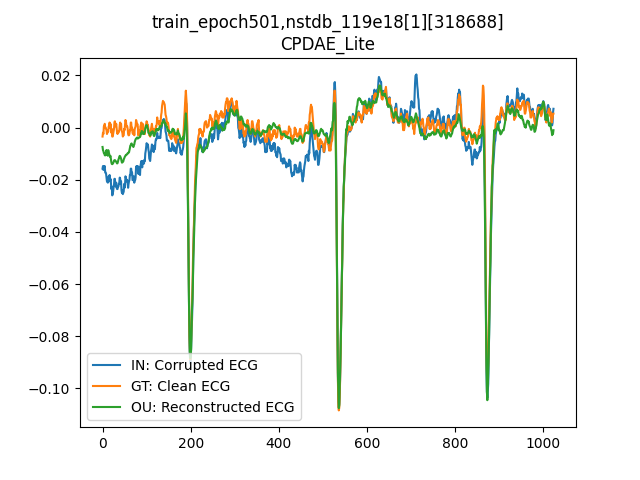 train_epoch501,nstdb_119e18[1][318688]
CPDAE_Lite
0.02
0.00
−0.02
−0.04
−0.06
−0.08
−0.10
IN: Corrupted ECG
GT: Clean ECG
OU: Reconstructed ECG
0 200 400 600 800 1000